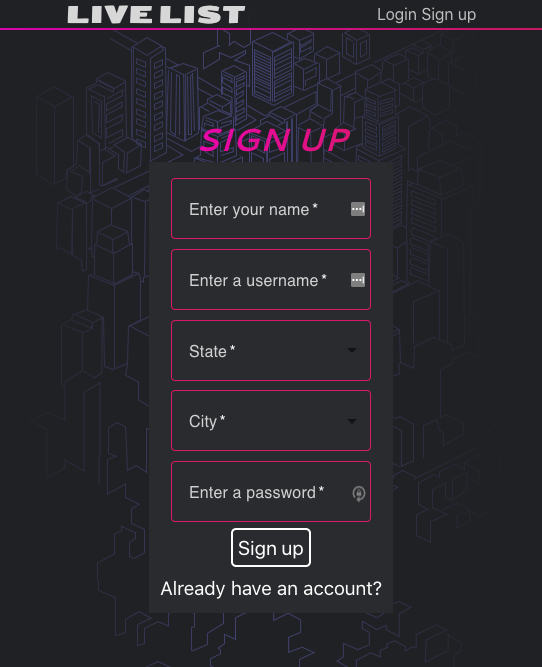 LIVE LIST
Login Sign up
SIGN UP
Enter your name *
Enter a username *
State *
City *
Enter a password *
Sign up
Already have an account?